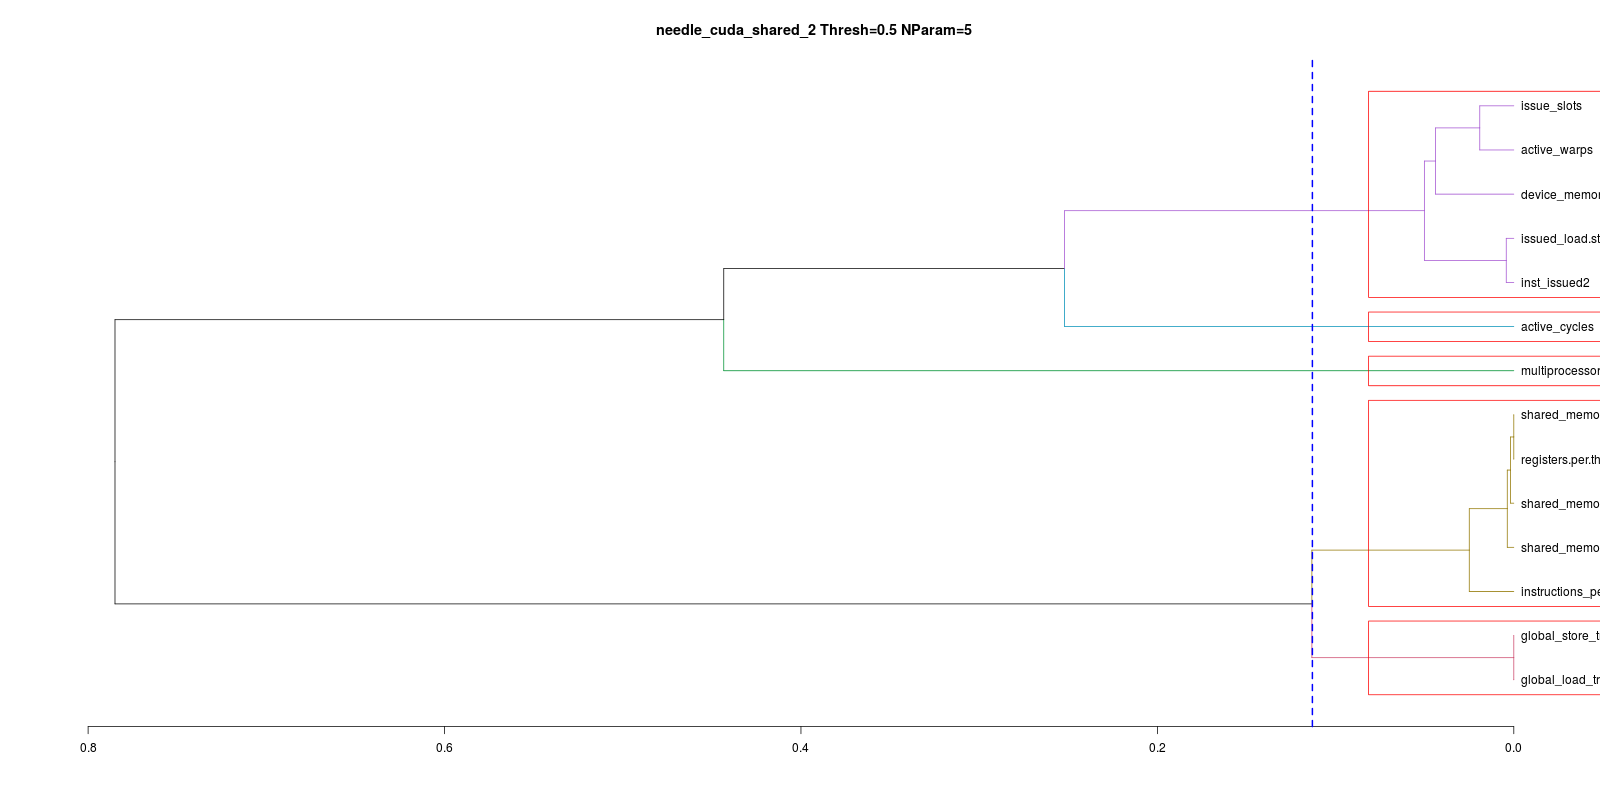 needle_cuda_shared_2 Thresh=0.5 NParam=5
issue_slots
active_warps
device_memor
issued_load.st
inst_issued2
active_cycles
multiprocessor
shared_memo
registers.per.th
shared_memo
shared_memo
instructions_pe
global_store_t
global_load_tr
0.8 0.6 0.4 0.2 0.0